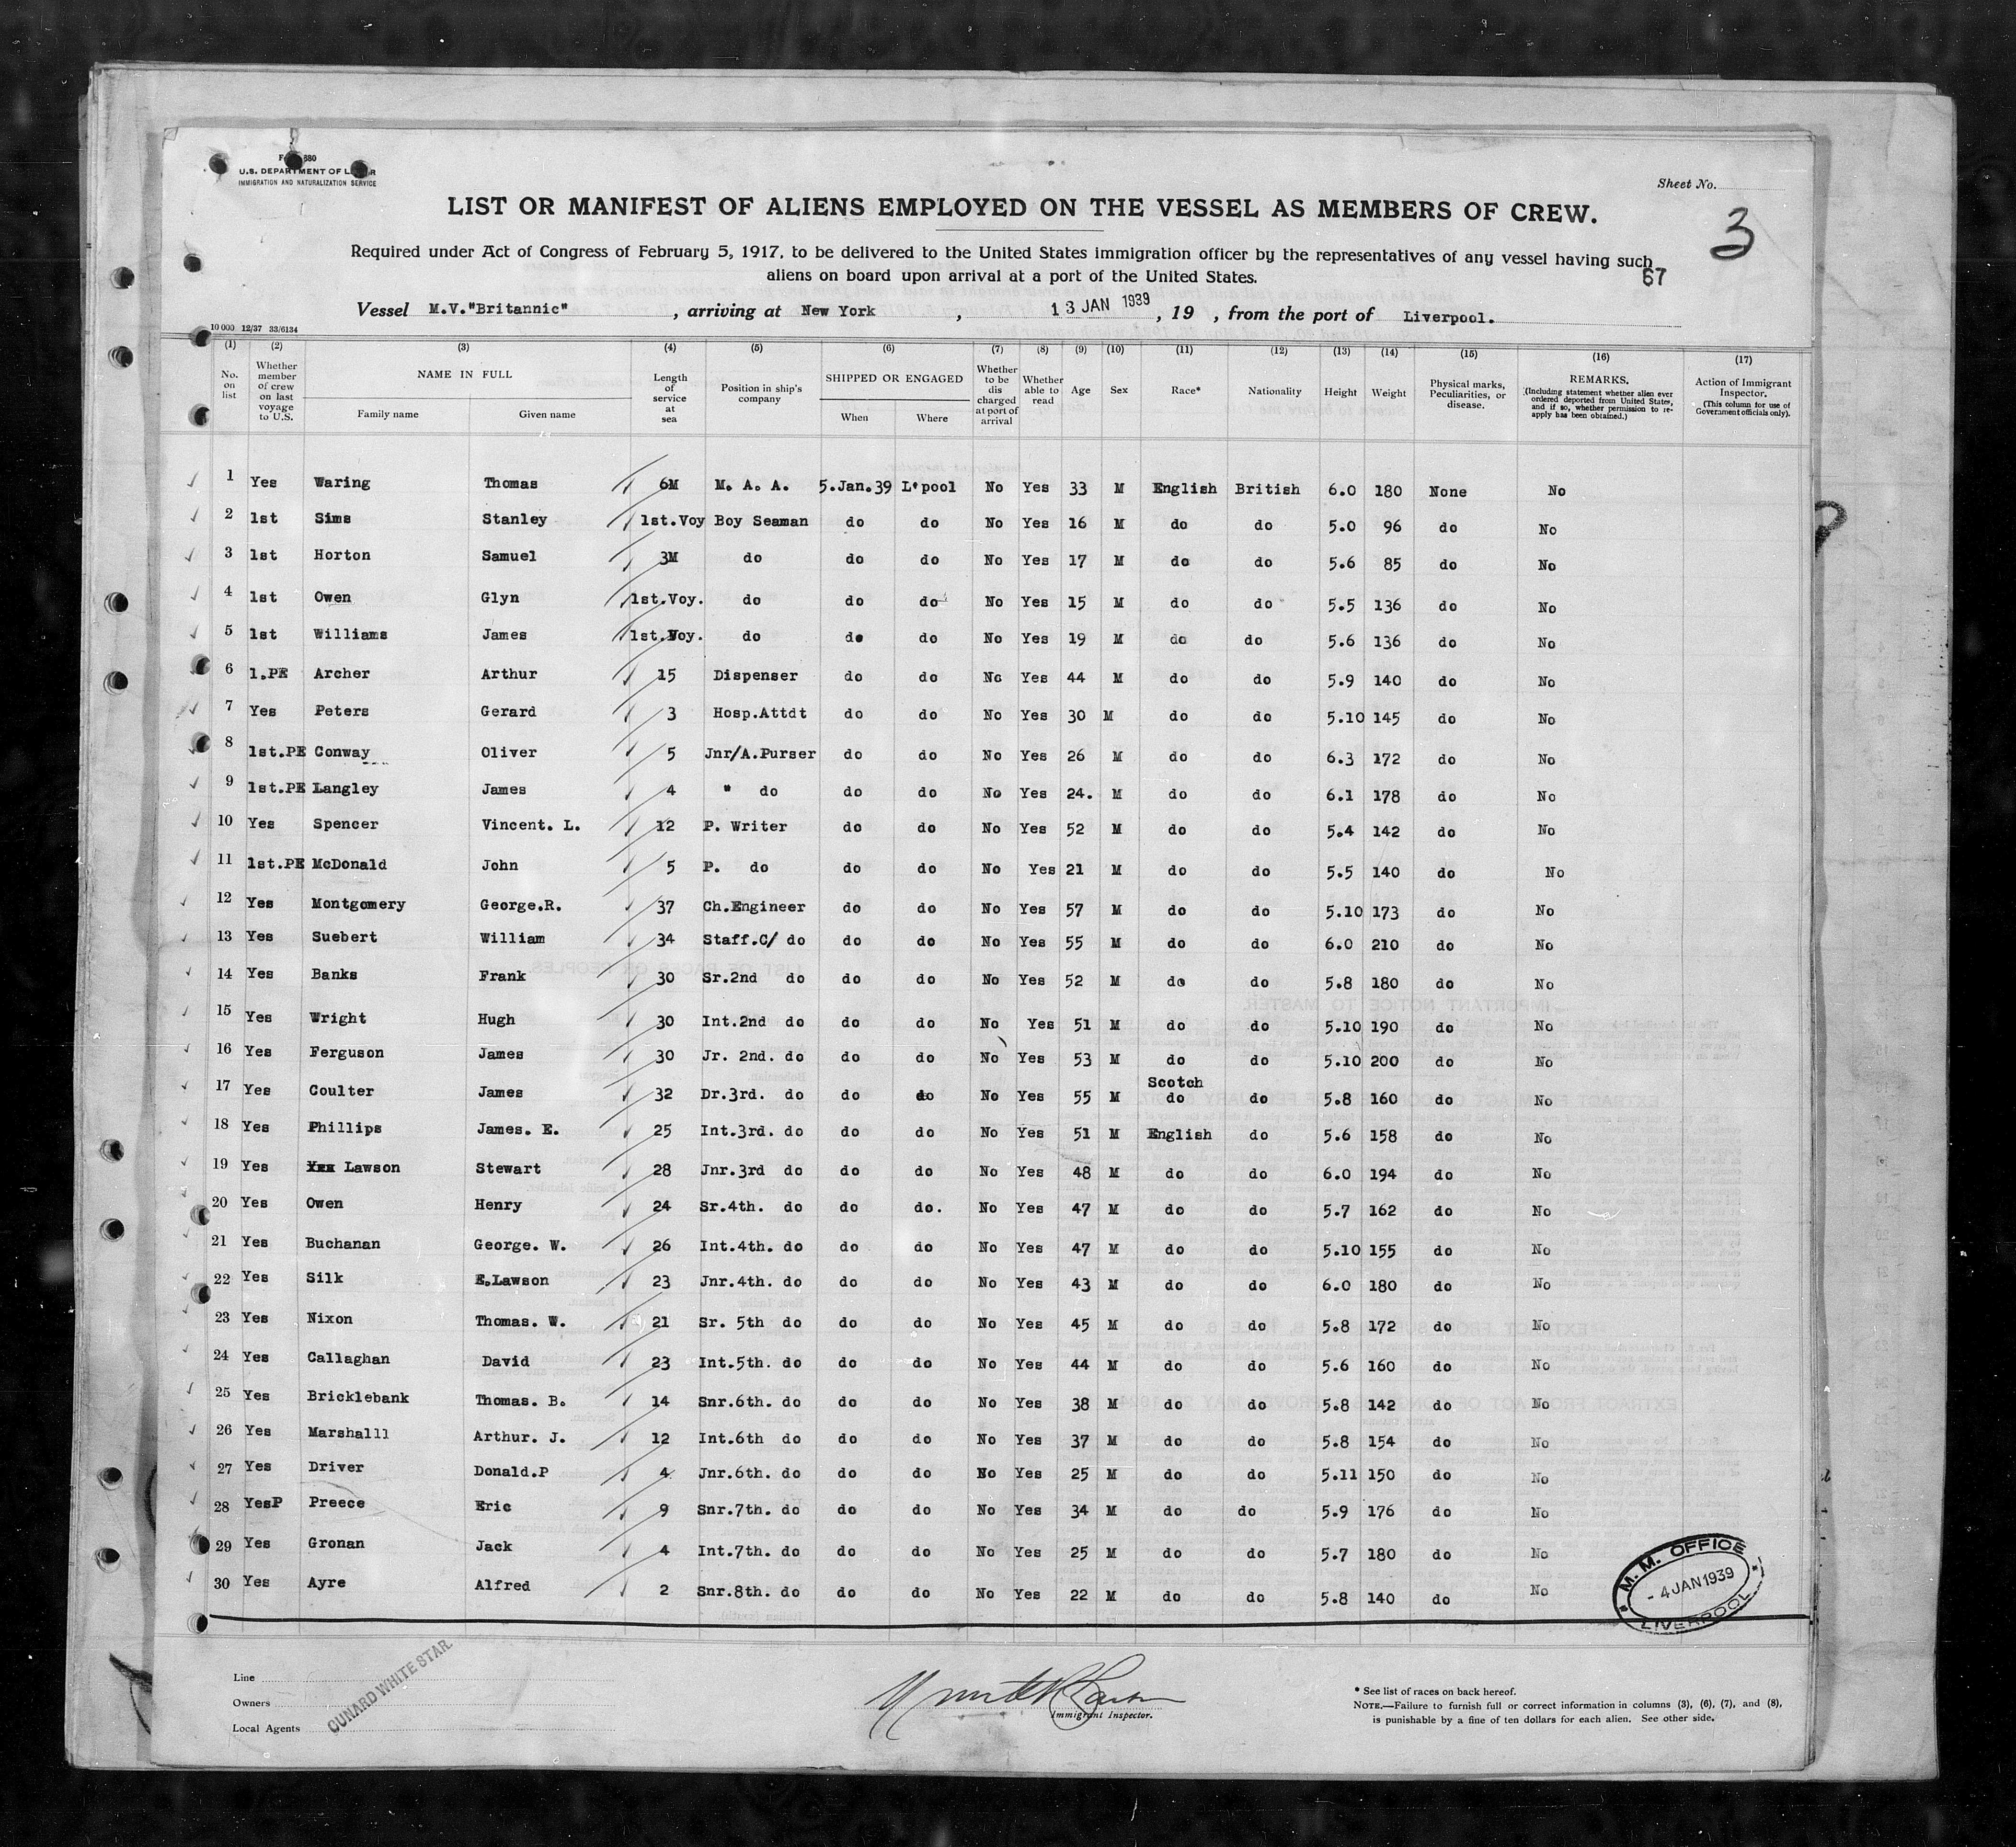 U.S. DEPARTMENT OF
IMMIGRATION AND NATURALIZATION SERVICE
Sheet No.
3
LIST OR MANIFEST OF ALIENS EMPLOYED ON THE VESSEL AS MEMBERS OF CREW.
Required under Act of Congress of February 5, 1917, to be delivered to the United States immigration officer by the representatives of any vessel having such
aliens on board upon arrival at a port of the United States.
67
Vessel M.V."Britannic" , arriving at New York , 13 JAN 1939 , 19 , from the port of Liverpool.
10 000 12/37 33/6134
(1) (2) (3) (4) (5) (6) (7) (8) (9) (10) (11) (12) (13) (14) (15) (16) (17)
No. on list | Whether member of crew on last voyage to U.S. | NAME IN FULL Family name Given name | Length of service at sea | Position in ship's company | SHIPPED OR ENGAGED When Where | Whether to be dis charged at port of arrival | Whether able to read | Age | Sex | Race* | Nationality | Height | Weight | Physical marks, Peculiarities, or disease. | REMARKS. (Including statement whether alien ever ordered deported from United States, and if so, whether permission to re-apply has been obtained.) | Action of Immigrant Inspector. (This column for use of Government officials only).
1 Yes Waring Thomas 6M M. A. A. 5.Jan.39 L'pool No Yes 33 M English British 6.0 180 None No
2 1st Sims Stanley 1st.Voy Boy Seaman do do No Yes 16 M do do 5.0 96 do No
3 1st Horton Samuel 3M do do do No Yes 17 M do do 5.6 85 do No
4 1st Owen Glyn 1st.Voy. do do do No Yes 15 M do do 5.5 136 do No
5 1st Williams James 1st.Voy. do do do No Yes 19 M do do 5.6 136 do No
6 1.PE Archer Arthur 15 Dispenser do do No Yes 44 M do do 5.9 140 do No
7 Yes Peters Gerard 3 Hosp.Attdt do do No Yes 30 M do do 5.10 145 do No
8 1st.PE Conway Oliver 5 Jnr/A.Purser do do No Yes 26 M do do 6.3 172 do No
9 1st.PE Langley James 4 " do do do No Yes 24. M do do 6.1 178 do No
10 Yes Spencer Vincent. L. 12 P. Writer do do No Yes 52 M do do 5.4 142 do No
11 1st.PE McDonald John 5 P. do do do No Yes 21 M do do 5.5 140 do No
12 Yes Montgomery George.R. 37 Ch.Engineer do do No Yes 57 M do do 5.10 173 do No
13 Yes Suebert William 34 Staff.C/ do do do No Yes 55 M do do 6.0 210 do No
14 Yes Banks Frank 30 Sr.2nd do do do No Yes 52 M do do 5.8 180 do No
15 Yes Wright Hugh 30 Int.2nd do do do No Yes 51 M do do 5.10 190 do No
16 Yes Ferguson James 30 Jr. 2nd. do do do No Yes 53 M do do 5.10 200 do No
17 Yes Coulter James 32 Dr.3rd. do do do No Yes 55 M Scotch do do 5.8 160 do No
18 Yes Phillips James. E. 25 Int.3rd. do do do No Yes 51 M English do 5.6 158 do No
19 Yes Lawson Stewart 28 Jnr.3rd do do do No Yes 48 M do do 6.0 194 do No
20 Yes Owen Henry 24 Sr.4th. do do do. No Yes 47 M do do 5.7 162 do No
21 Yes Buchanan George. W. 26 Int.4th. do do do No Yes 47 M do do 5.10 155 do No
22 Yes Silk E.Lawson 23 Jnr.4th. do do do No Yes 43 M do do 6.0 180 do No
23 Yes Nixon Thomas. W. 21 Sr. 5th do do do No Yes 45 M do do 5.8 172 do No
24 Yes Callaghan David 23 Int.5th. do do do No Yes 44 M do do 5.6 160 do No
25 Yes Bricklebank Thomas. B. 14 Snr.6th. do do do No Yes 38 M do do 5.8 142 do No
26 Yes Marshalll Arthur. J. 12 Int.6th do do do No Yes 37 M do do 5.8 154 do No
27 Yes Driver Donald.P 4 Jnr.6th. do do do No Yes 25 M do do 5.11 150 do No
28 YesP Preece Eric 9 Snr.7th. do do do No Yes 34 M do do 5.9 176 do No
29 Yes Gronan Jack 4 Int.7th. do do do No Yes 25 M do do 5.7 180 do No
30 Yes Ayre Alfred 2 Snr.8th. do do do No Yes 22 M do do 5.8 140 do No
M. M. OFFICE
- 4 JAN 1939
LIVERPOOL
Line
Owners
Local Agents
CUNARD WHITE STAR
Immigrant Inspector.
* See list of races on back hereof.
NOTE.—Failure to furnish full or correct information in columns (3), (6), (7), and (8),
is punishable by a fine of ten dollars for each alien. See other side.